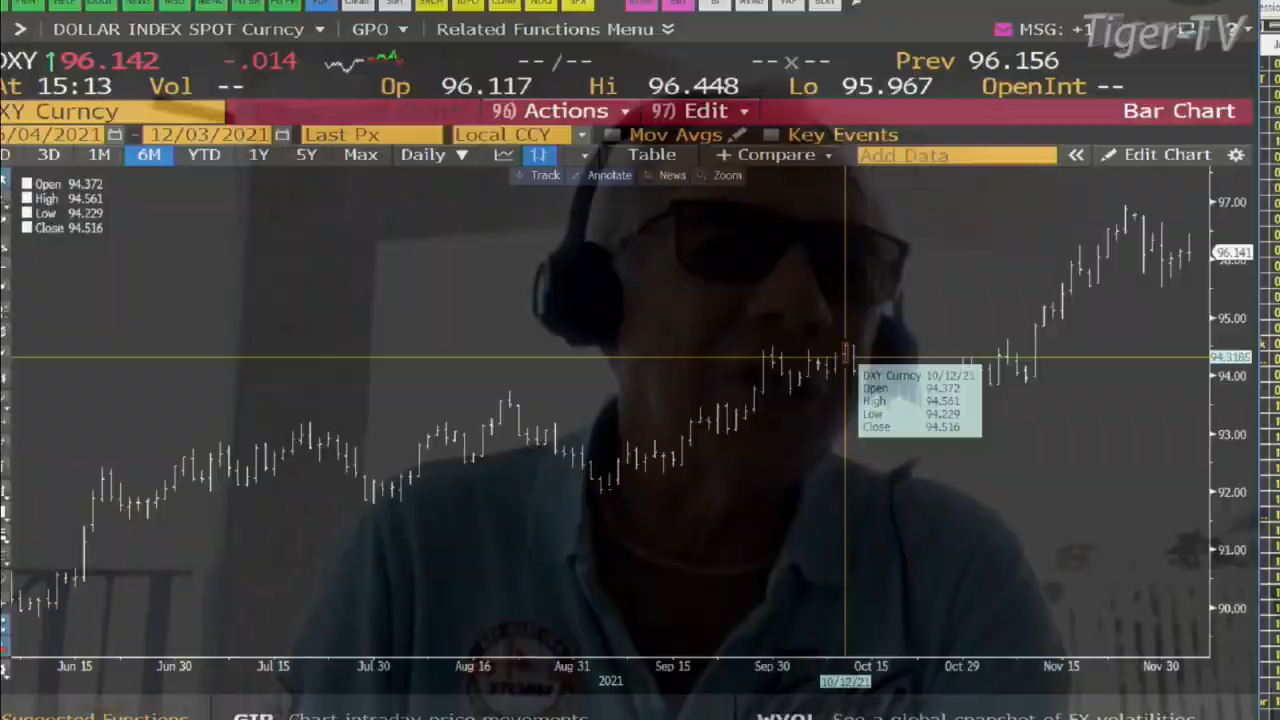 DOLLAR INDEX SPOT Curncy GPO Related Functions Menu MSG: +1
Tiger-TV
DXY ↑96.142 -.014 -- / -- -- x -- Prev 96.156
At 15:13 Vol -- Op 96.117 Hi 96.448 Lo 95.967 OpenInt --
XY Curncy 96) Actions 97) Edit Bar Chart
/04/2021 - 12/03/2021 Last Px Local CCY Mov Avgs Key Events
D 3D 1M 6M YTD 1Y 5Y Max Daily Table + Compare Add Data Edit Chart
Track Annotate News Zoom
Open 94.372
High 94.561
Low 94.229
Close 94.516
97.00
96.141
96.00
95.00
94.3185
94.00
93.00
92.00
91.00
90.00
DXY Curncy 10/12/21
Open 94.372
High 94.561
Low 94.229
Close 94.516
Jun 15 Jun 30 Jul 15 Jul 30 Aug 16 Aug 31 Sep 15 Sep 30 Oct 15 Oct 29 Nov 15 Nov 30
2021
10/12/21
Suggested Functions GIP Chart intraday price movements WVOL See a global snapshot of FX volatilities